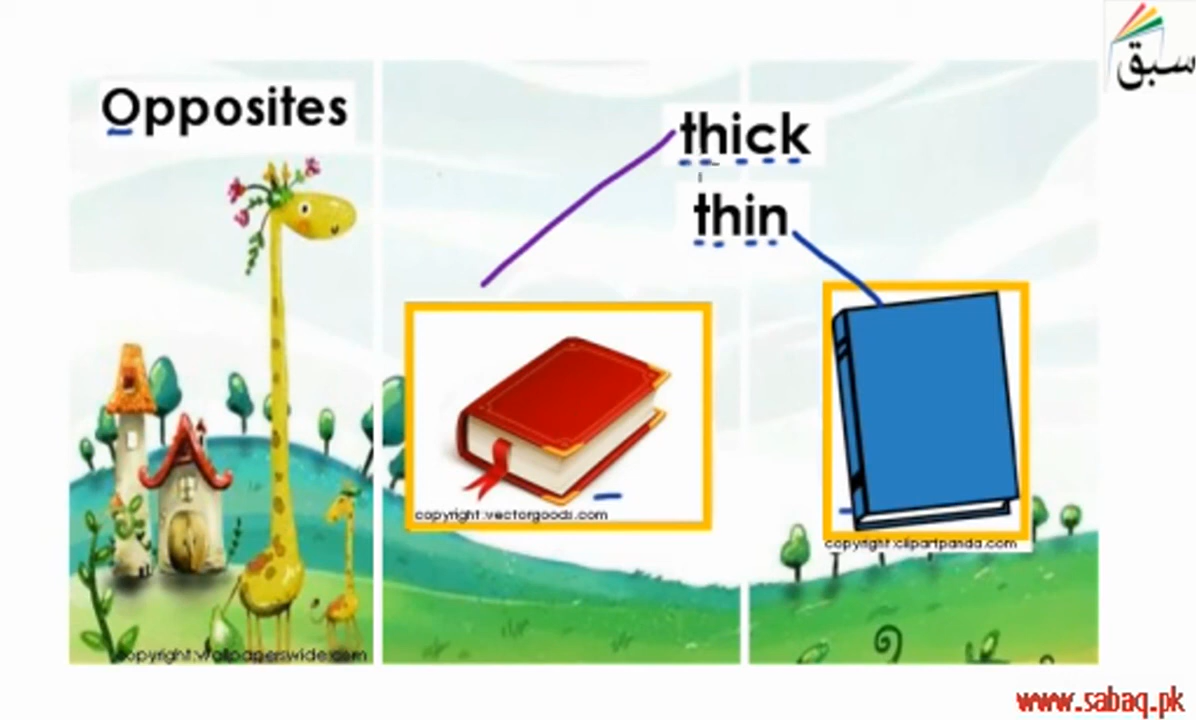 سبق
Opposites
thick
thin
copyright:vectorgoods.com
copyright:clipartpanda.com
copyright:wallpaperswide.com
www.sabaq.pk